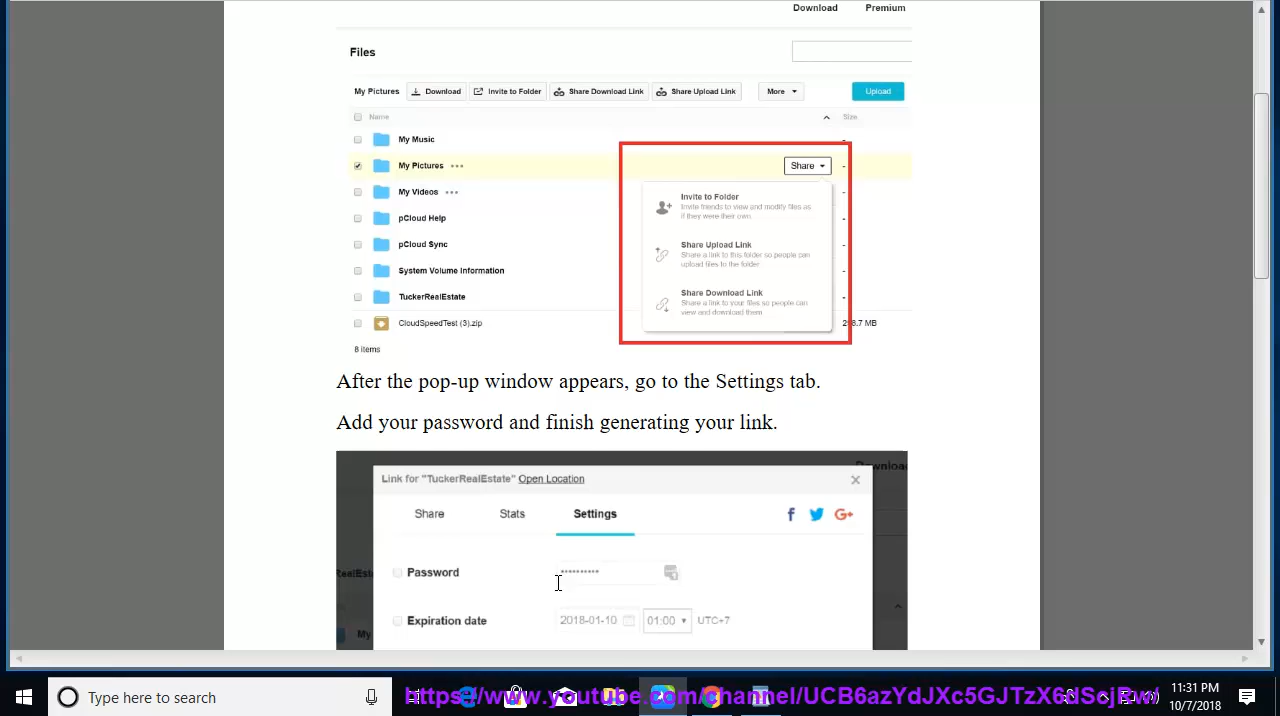 Download Premium
Files
My Pictures Download Invite to Folder Share Download Link Share Upload Link More Upload
Name Size
My Music -
My Pictures ••• Share -
My Videos ••• -
Invite to Folder
Invite friends to view and modify files as
if they were their own.
pCloud Help -
pCloud Sync -
Share Upload Link
Share a link to this folder so people can
upload files to the folder
System Volume Information -
TuckerRealEstate -
Share Download Link
Share a link to your files so people can
view and download them
CloudSpeedTest (3).zip
8 items
After the pop-up window appears, go to the Settings tab.
Add your password and finish generating your link.
Download
Link for "TuckerRealEstate" Open Location
Share Stats Settings
Password ••••••••••
Expiration date 2018-01-10 01:00 UTC+7
My
Type here to search
11:31 PM
10/7/2018